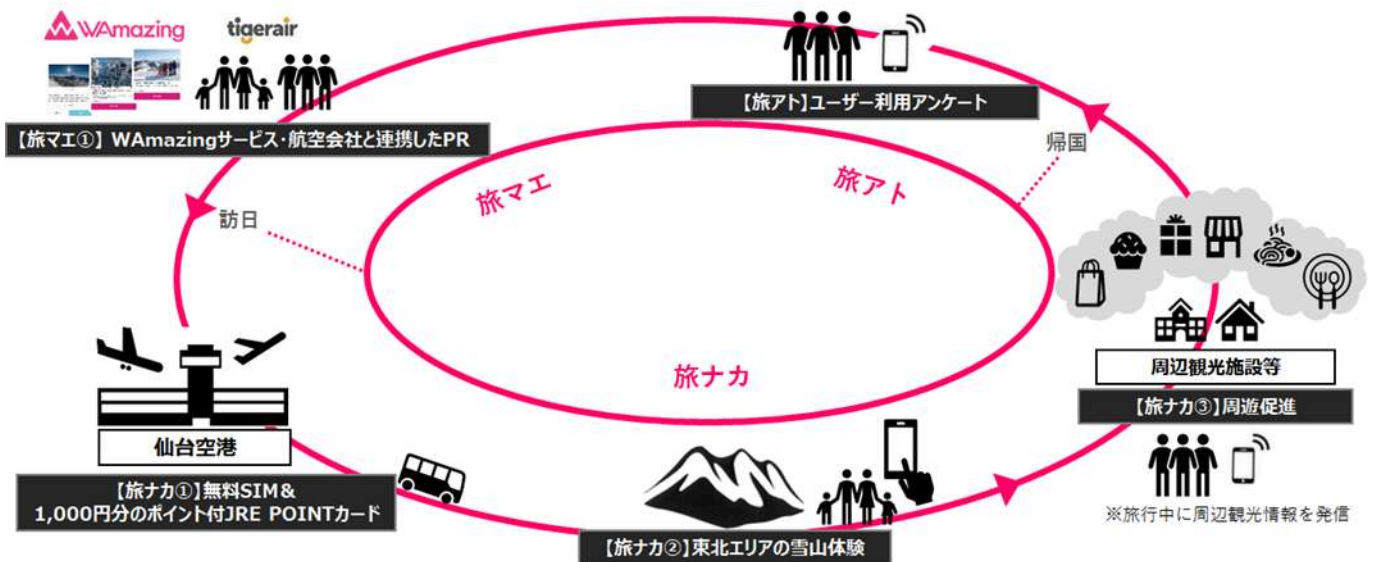 WAmazing
tigerair
【旅マエ①】 WAmazingサービス・航空会社と連携したPR
【旅アト】ユーザー利用アンケート
帰国
旅マエ
旅アト
訪日
旅ナカ
仙台空港
【旅ナカ①】無料SIM＆
1,000円分のポイント付JRE POINTカード
【旅ナカ②】東北エリアの雪山体験
周辺観光施設等
【旅ナカ③】周遊促進
※旅行中に周辺観光情報を発信